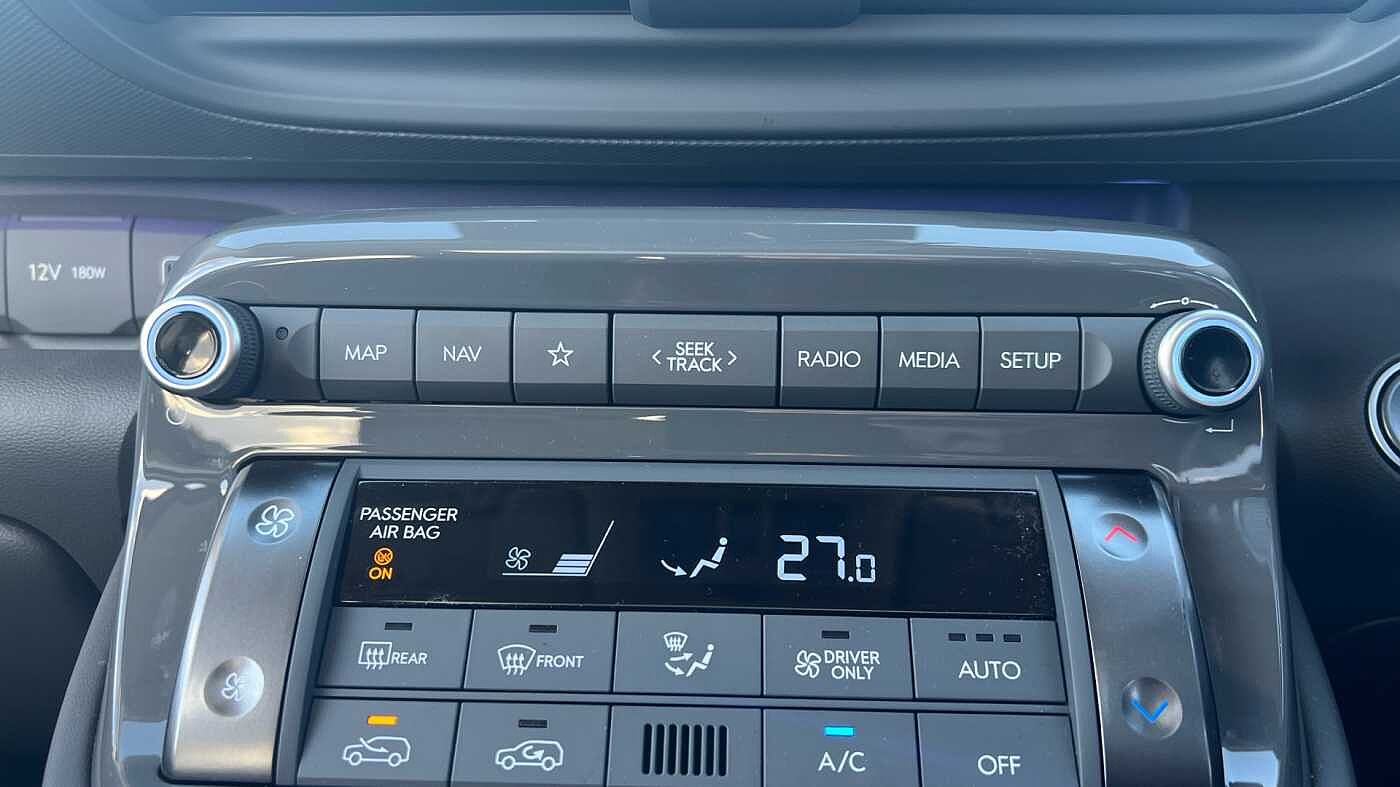 12V 180W
MAP
NAV
SEEK
TRACK
RADIO
MEDIA
SETUP
PASSENGER
AIR BAG
ON
27.0
REAR
FRONT
DRIVER
ONLY
AUTO
A/C
OFF